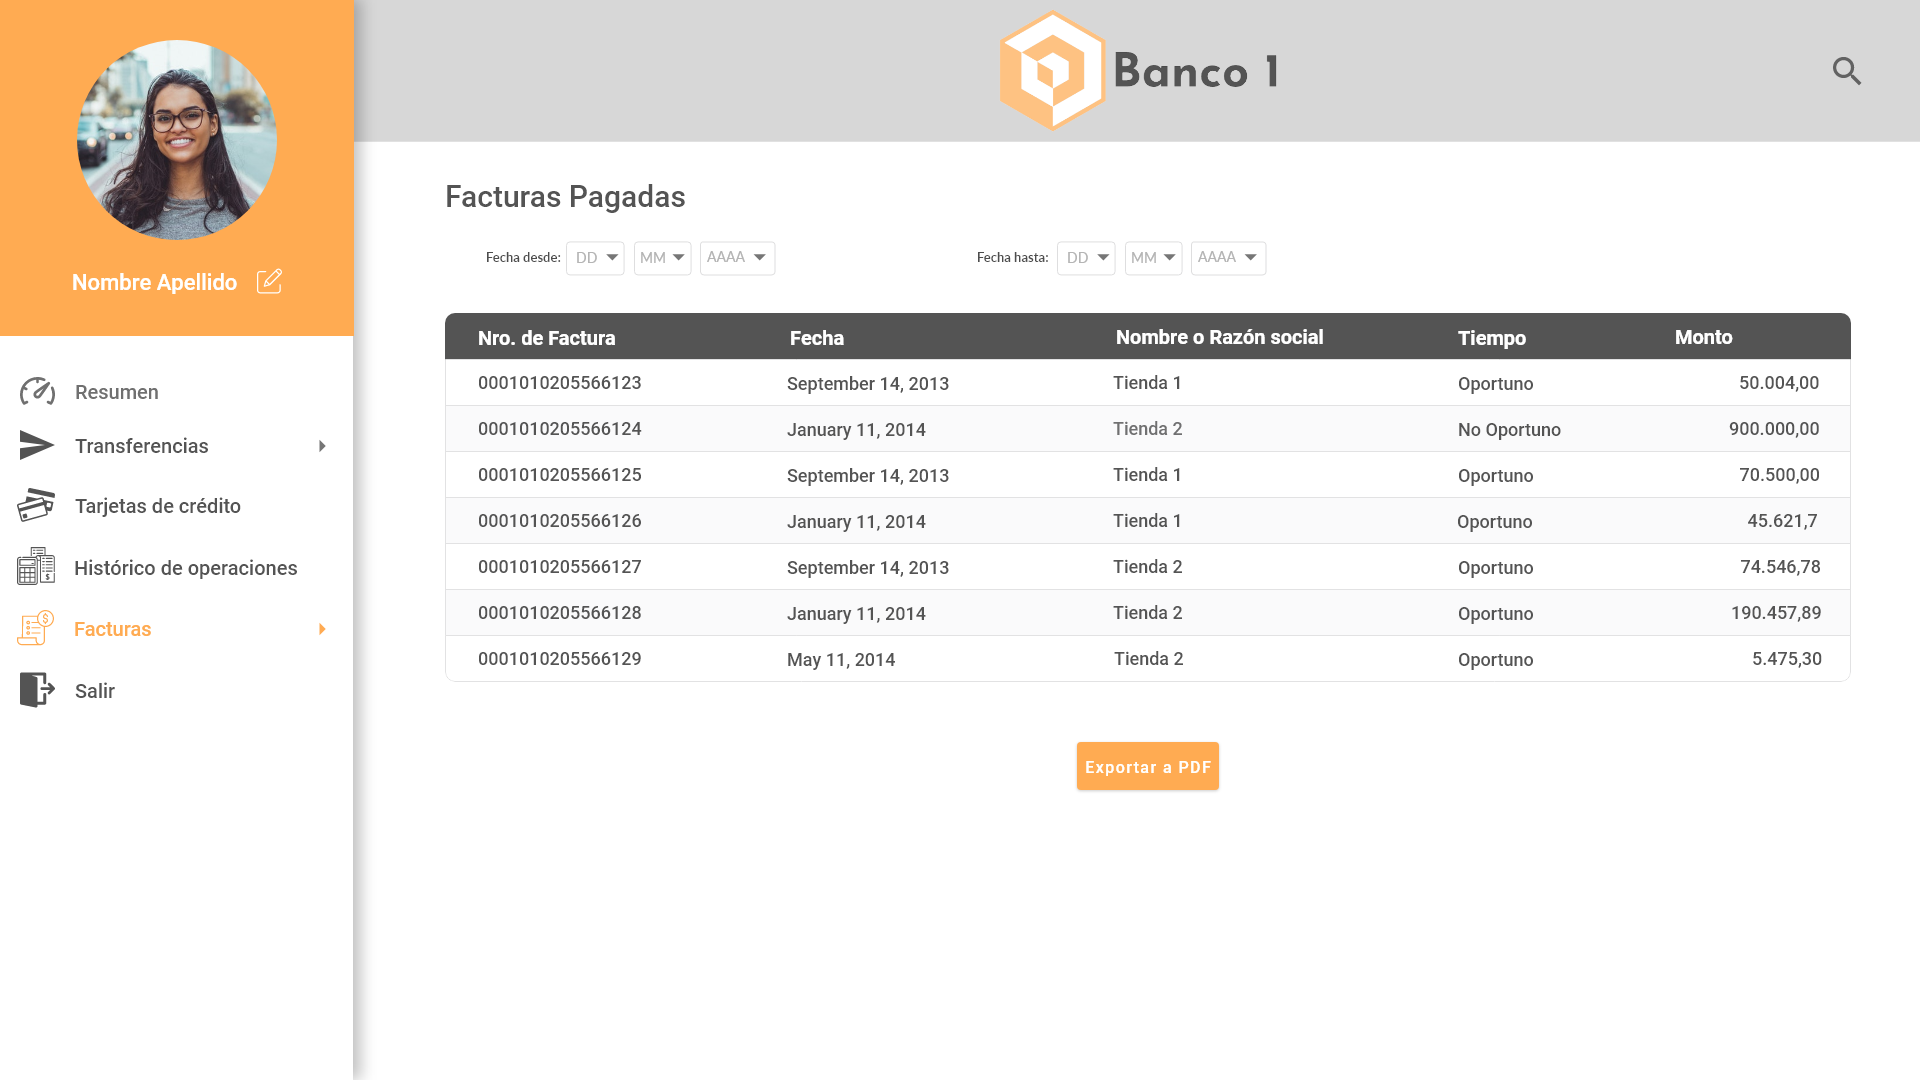 Banco 1
Nombre Apellido
Resumen
Transferencias
Tarjetas de crédito
Histórico de operaciones
Facturas
Salir
Facturas Pagadas
Fecha desde: DD MM AAAA Fecha hasta: DD MM AAAA
Nro. de Factura Fecha Nombre o Razón social Tiempo Monto
0001010205566123 September 14, 2013 Tienda 1 Oportuno 50.004,00
0001010205566124 January 11, 2014 Tienda 2 No Oportuno 900.000,00
0001010205566125 September 14, 2013 Tienda 1 Oportuno 70.500,00
0001010205566126 January 11, 2014 Tienda 1 Oportuno 45.621,7
0001010205566127 September 14, 2013 Tienda 2 Oportuno 74.546,78
0001010205566128 January 11, 2014 Tienda 2 Oportuno 190.457,89
0001010205566129 May 11, 2014 Tienda 2 Oportuno 5.475,30
Exportar a PDF